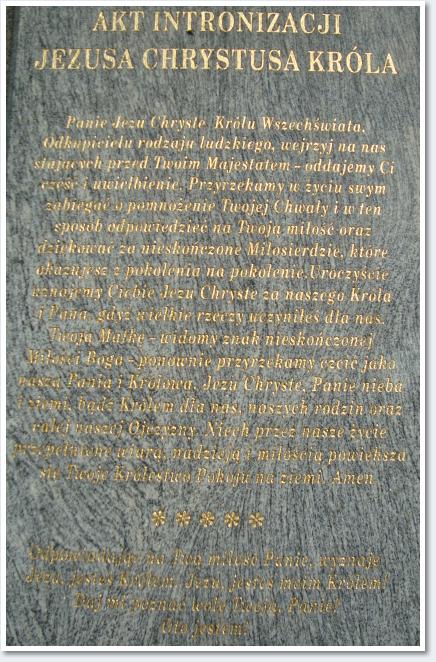 AKT INTRONIZACJI
JEZUSA CHRYSTUSA KRÓLA
Panie Jezu Chryste Królu Wszechświata,
Odkupicielu rodzaju ludzkiego, wejrzyj na nas
stających przed Twoim Majestatem – oddajemy Ci
cześć i uwielbienie. Przyrzekamy w życiu swym
zabiegać o pomnożenie Twojej Chwały i w ten
sposób odpowiedzieć na Twoją miłość oraz
dziękować za nieskończone Miłosierdzie, które
okazujesz z pokolenia na pokolenie. Uroczyście
uznajemy Ciebie Jezu Chryste za naszego Króla
i Pana, gdyż wielkie rzeczy uczyniłeś dla nas.
Twoją Matkę – widomy znak nieskończonej
Miłości Boga – ponownie przyrzekamy czcić jako
naszą Panią i Królową. Jezu Chryste, Panie nieba
i ziemi, bądź Królem dla nas, naszych rodzin oraz
całej naszej Ojczyzny. Niech przez nasze życie
przepełnione wiarą, nadzieją i miłością powiększa
się Twoje Królestwo Pokoju na ziemi. Amen.
* * * * *
Odpowiadając na Twą miłość Panie, wyznaję
Jezu, jesteś Królem, Jezu, jesteś moim Królem!
Daj mi poznać wolę Twoją, Panie!
Oto jestem!